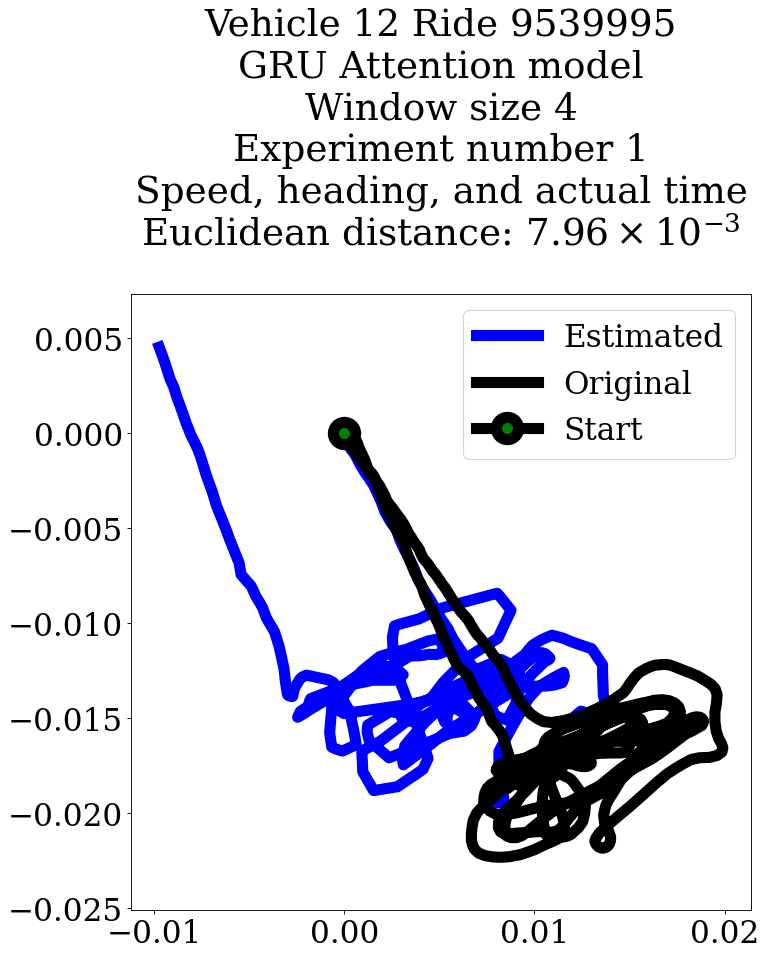 Vehicle 12 Ride 9539995
GRU Attention model
Window size 4
Experiment number 1
Speed, heading, and actual time
Euclidean distance: 7.96 × 10⁻³
Estimated
Original
Start
0.005
0.000
−0.005
−0.010
−0.015
−0.020
−0.025
−0.01 0.00 0.01 0.02